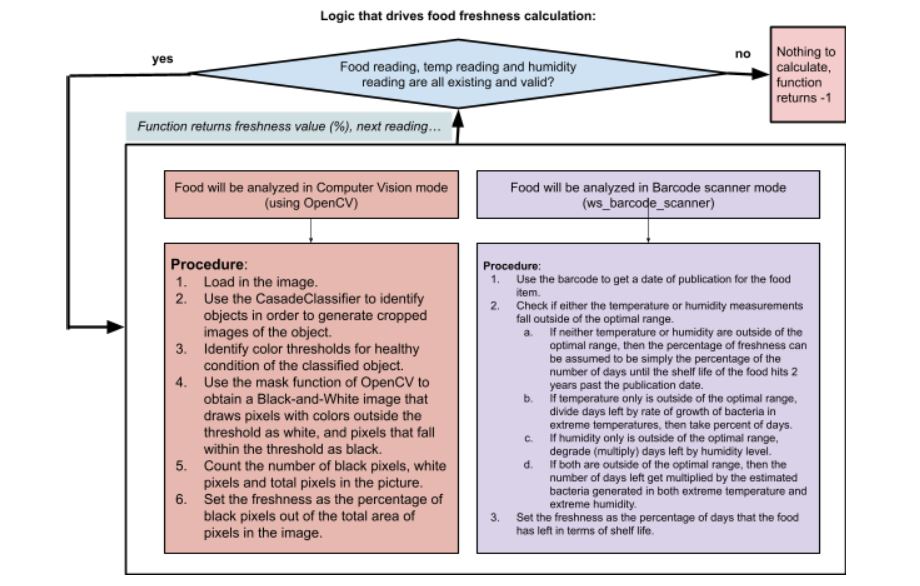 Logic that drives food freshness calculation:
yes
no
Food reading, temp reading and humidity
reading are all existing and valid?
Nothing to
calculate,
function
returns -1
Function returns freshness value (%), next reading…
Food will be analyzed in Computer Vision mode
(using OpenCV)
Procedure:
1. Load in the image.
2. Use the CasadeClassifier to identify
objects in order to generate cropped
images of the object.
3. Identify color thresholds for healthy
condition of the classified object.
4. Use the mask function of OpenCV to
obtain a Black-and-White image that
draws pixels with colors outside the
threshold as white, and pixels that fall
within the threshold as black.
5. Count the number of black pixels, white
pixels and total pixels in the picture.
6. Set the freshness as the percentage of
black pixels out of the total area of
pixels in the image.
Food will be analyzed in Barcode scanner mode
(ws_barcode_scanner)
Procedure:
1. Use the barcode to get a date of publication for the food
item.
2. Check if either the temperature or humidity measurements
fall outside of the optimal range.
a. If neither temperature or humidity are outside of the
optimal range, then the percentage of freshness can
be assumed to be simply the percentage of the
number of days until the shelf life of the food hits 2
years past the publication date.
b. If temperature only is outside of the optimal range,
divide days left by rate of growth of bacteria in
extreme temperatures, then take percent of days.
c. If humidity only is outside of the optimal range,
degrade (multiply) days left by humidity level.
d. If both are outside of the optimal range, then the
number of days left get multiplied by the estimated
bacteria generated in both extreme temperature and
extreme humidity.
3. Set the freshness as the percentage of days that the food
has left in terms of shelf life.